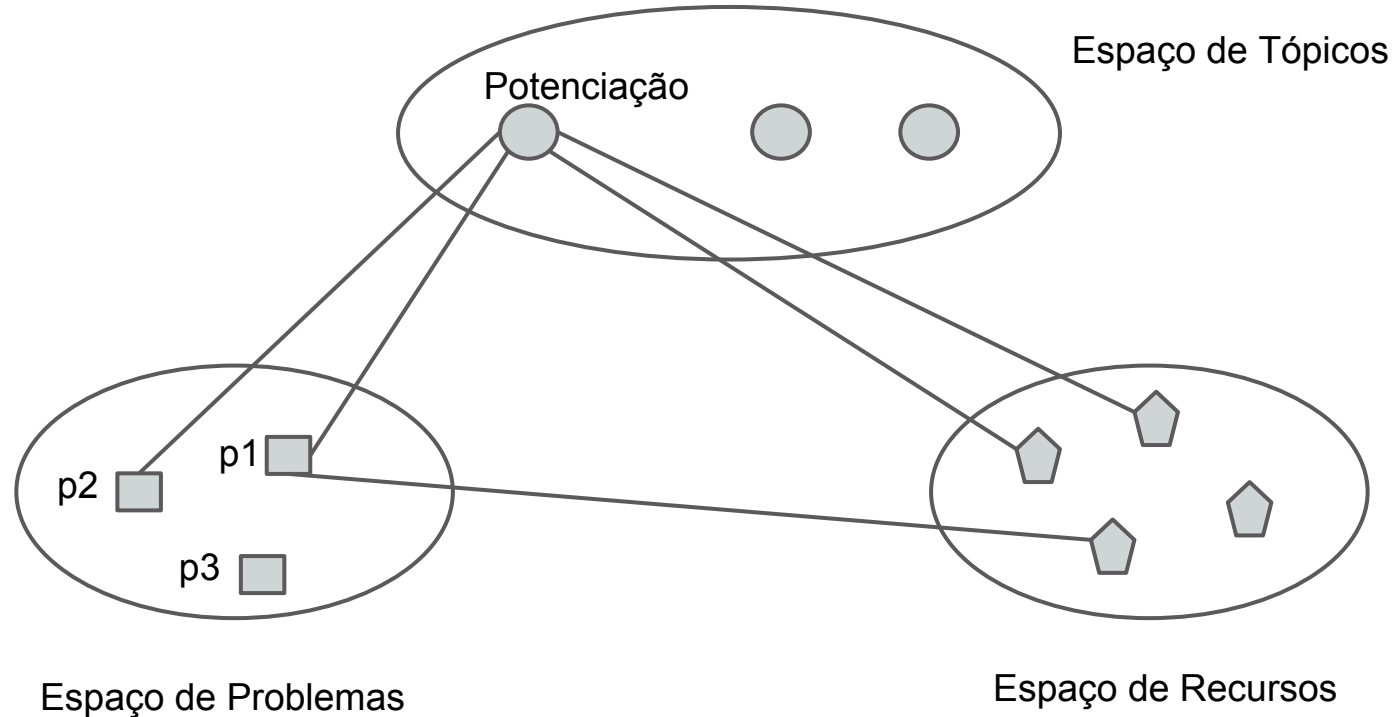 Espaço de Tópicos
Potenciação
p1
p2
p3
Espaço de Problemas
Espaço de Recursos